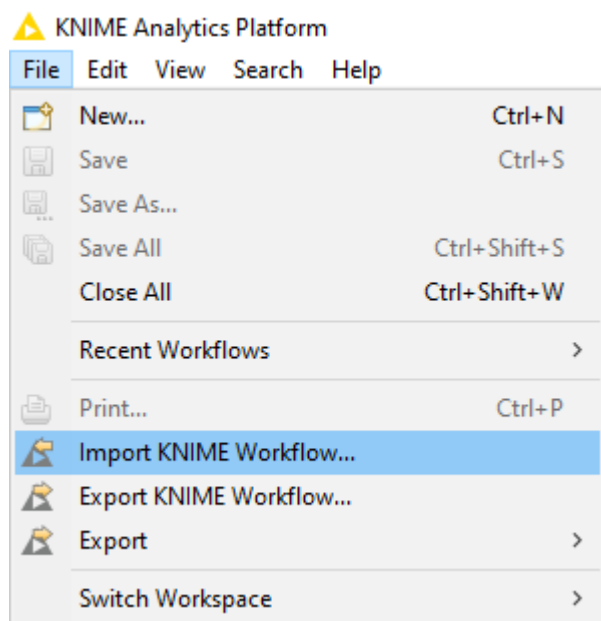 KNIME Analytics Platform
File Edit View Search Help
New... Ctrl+N
Save Ctrl+S
Save As...
Save All Ctrl+Shift+S
Close All Ctrl+Shift+W
Recent Workflows >
Print... Ctrl+P
Import KNIME Workflow...
Export KNIME Workflow...
Export >
Switch Workspace >